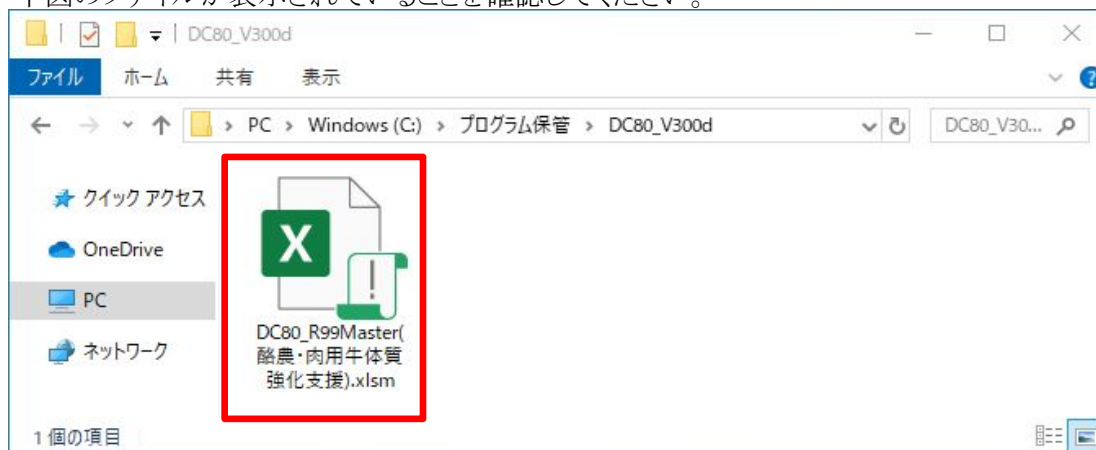 下図のファイルが表示されていることを確認してください。
DC80_V300d
ファイル ホーム 共有 表示
PC > Windows (C:) > プログラム保管 > DC80_V300d
DC80_V30...
クイック アクセス
OneDrive
PC
ネットワーク
DC80_R99Master(
酪農・肉用牛体質
強化支援).xlsm
1 個の項目